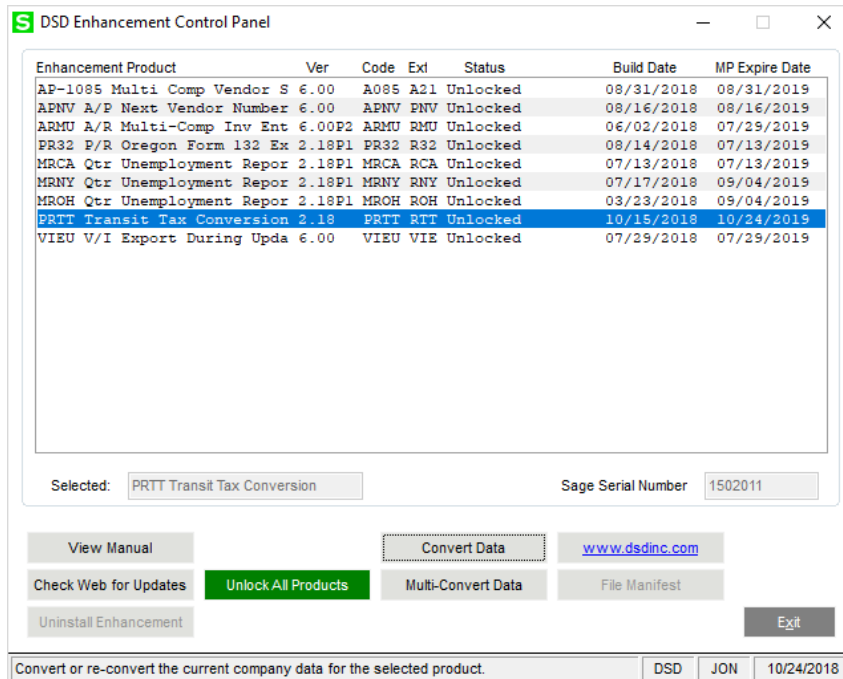 S DSD Enhancement Control Panel
Enhancement Product Ver Code Ext Status Build Date MP Expire Date
AP-1085 Multi Comp Vendor S 6.00 A085 A21 Unlocked 08/31/2018 08/31/2019
APNV A/P Next Vendor Number 6.00 APNV PNV Unlocked 08/16/2018 08/16/2019
ARMU A/R Multi-Comp Inv Ent 6.00P2 ARMU RMU Unlocked 06/02/2018 07/29/2019
PR32 P/R Oregon Form 132 Ex 2.18P1 PR32 R32 Unlocked 08/14/2018 07/13/2019
MRCA Qtr Unemployment Repor 2.18P1 MRCA RCA Unlocked 07/13/2018 07/13/2019
MRNY Qtr Unemployment Repor 2.18P1 MRNY RNY Unlocked 07/17/2018 09/04/2019
MROH Qtr Unemployment Repor 2.18P1 MROH ROH Unlocked 03/23/2018 09/04/2019
PRTT Transit Tax Conversion 2.18 PRTT RTT Unlocked 10/15/2018 10/24/2019
VIEU V/I Export During Upda 6.00 VIEU VIE Unlocked 07/29/2018 07/29/2019
Selected: PRTT Transit Tax Conversion Sage Serial Number 1502011
View Manual Convert Data www.dsdinc.com
Check Web for Updates Unlock All Products Multi-Convert Data File Manifest
Uninstall Enhancement Exit
Convert or re-convert the current company data for the selected product. DSD JON 10/24/2018